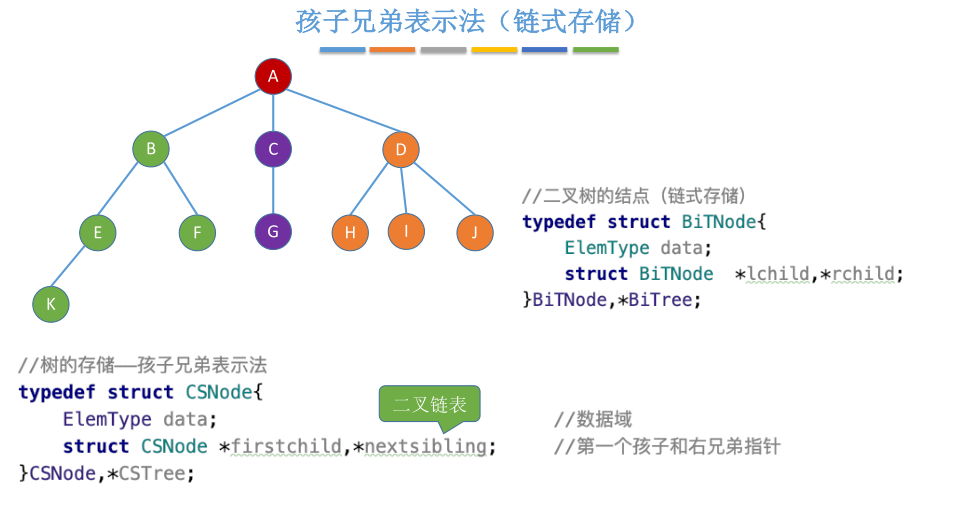 孩子兄弟表示法（链式存储）
A
B
C
D
E
F
G
H
I
J
K
//二叉树的结点（链式存储）
typedef struct BiTNode{
ElemType data;
struct BiTNode *lchild,*rchild;
}BiTNode,*BiTree;
//树的存储——孩子兄弟表示法
typedef struct CSNode{
二叉链表
ElemType data; //数据域
struct CSNode *firstchild,*nextsibling; //第一个孩子和右兄弟指针
}CSNode,*CSTree;